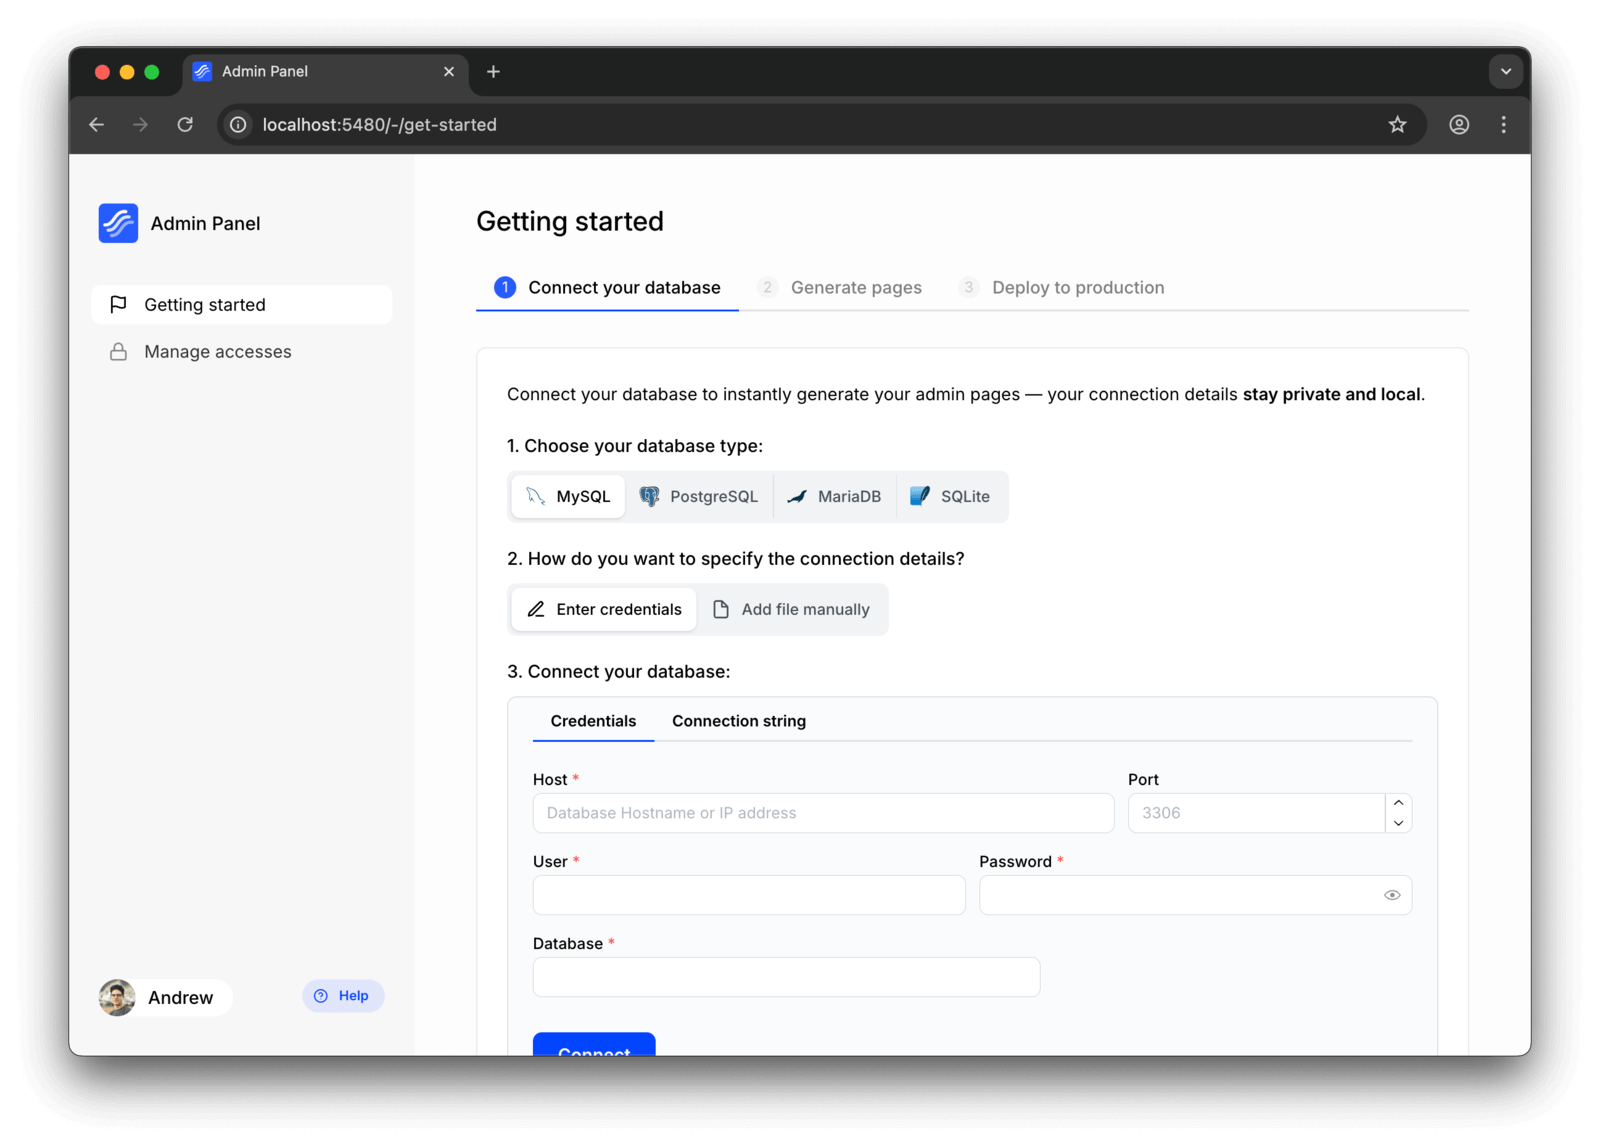 Admin Panel
localhost:5480/-/get-started
Admin Panel
Getting started
Manage accesses
Andrew
Help
Getting started
1 Connect your database
2 Generate pages
3 Deploy to production
Connect your database to instantly generate your admin pages — your connection details stay private and local.
1. Choose your database type:
MySQL PostgreSQL MariaDB SQLite
2. How do you want to specify the connection details?
Enter credentials Add file manually
3. Connect your database:
Credentials Connection string
Host * Port
Database Hostname or IP address 3306
User * Password *
Database *
Connect